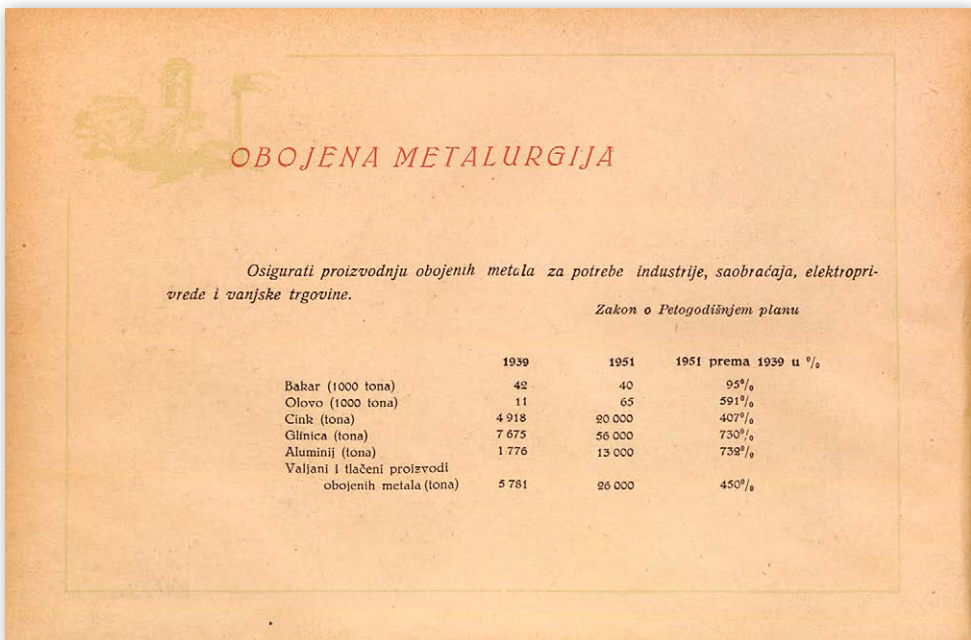 OBOJENA METALURGIJA
Osigurati proizvodnju obojenih metala za potrebe industrije, saobraćaja, elektropri-
vrede i vanjske trgovine.
Zakon o Petogodišnjem planu
1939 1951 1951 prema 1939 u %
Bakar (1000 tona) 42 40 95%
Olovo (1000 tona) 11 65 591%
Cink (tona) 4 918 20 000 407%
Glinica (tona) 7 675 56 000 730%
Aluminij (tona) 1 776 13 000 732%
Valjani i tlačeni proizvodi
obojenih metala (tona) 5 781 26 000 450%